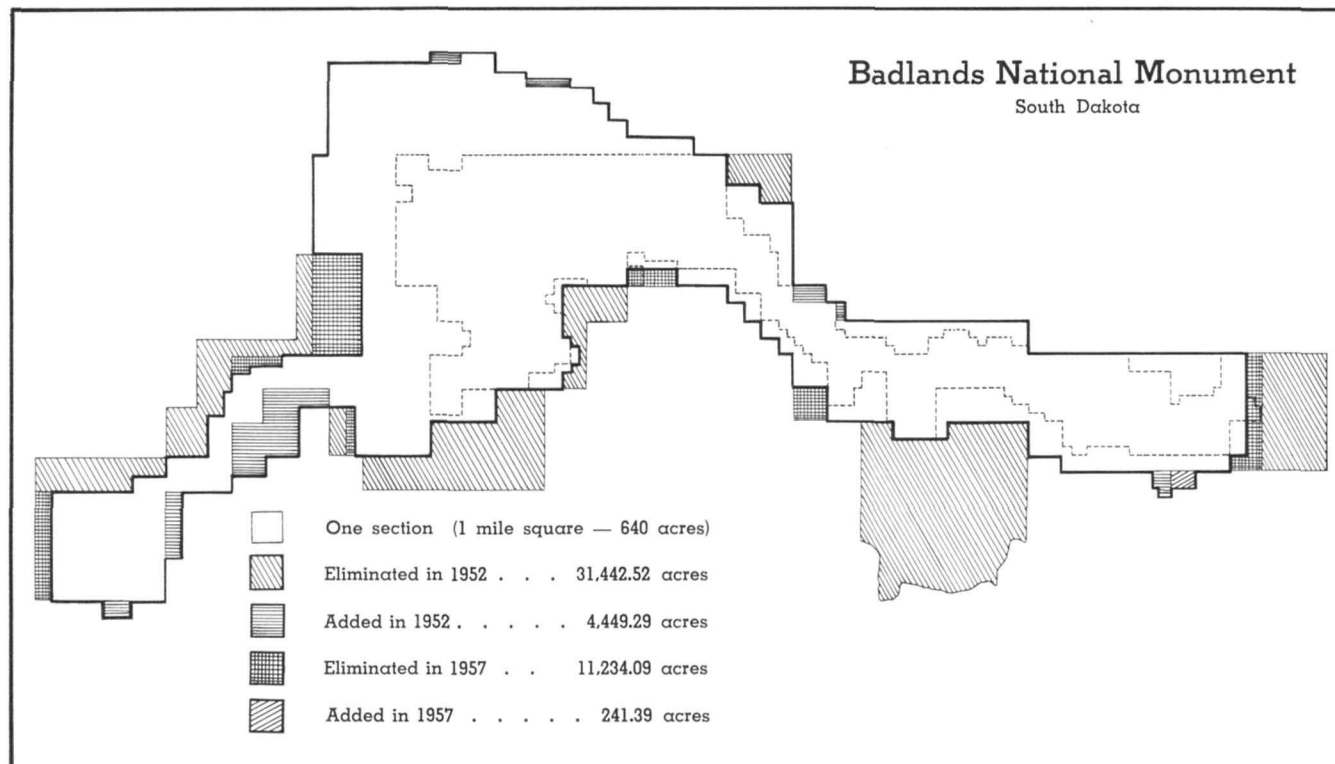 Badlands National Monument
South Dakota
One section (1 mile square — 640 acres)
Eliminated in 1952 . . . 31,442.52 acres
Added in 1952 . . . . . 4,449.29 acres
Eliminated in 1957 . . 11,234.09 acres
Added in 1957 . . . . . 241.39 acres